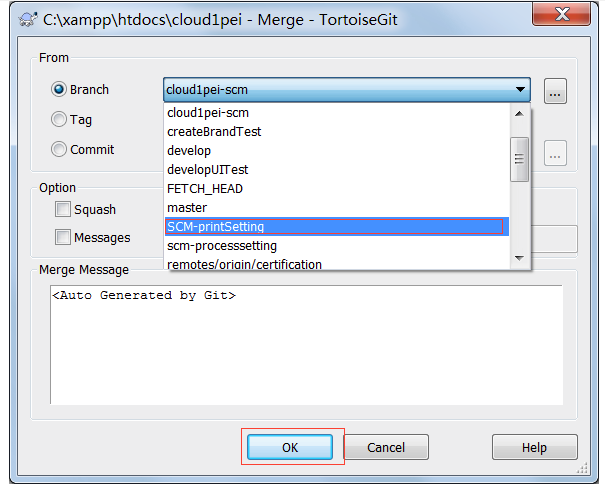 C:\xampp\htdocs\cloud1pei - Merge - TortoiseGit
From
Branch
cloud1pei-scm
...
cloud1pei-scm
Tag
createBrandTest
develop
Commit
developUITest
...
FETCH_HEAD
Option
master
Squash
SCM-printSetting
Messages
scm-processsetting
remotes/origin/certification
Merge Message
<Auto Generated by Git>
OK
Cancel
Help